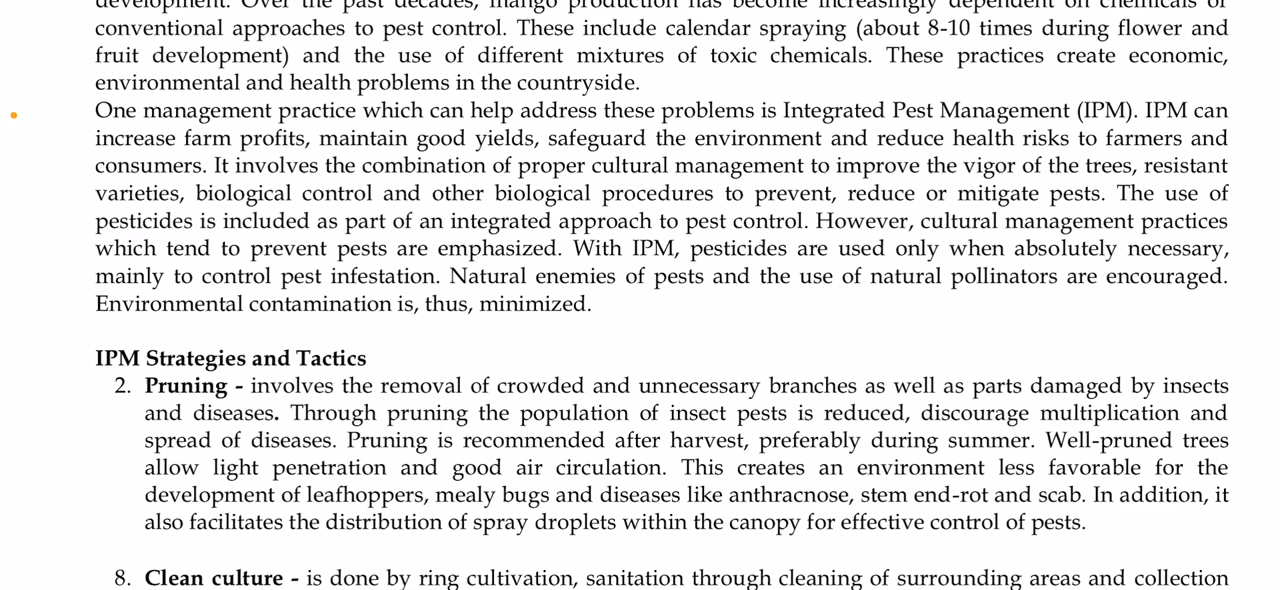 development. Over the past decades, mango production has become increasingly dependent on chemicals or
conventional approaches to pest control. These include calendar spraying (about 8-10 times during flower and
fruit development) and the use of different mixtures of toxic chemicals. These practices create economic,
environmental and health problems in the countryside.
One management practice which can help address these problems is Integrated Pest Management (IPM). IPM can
increase farm profits, maintain good yields, safeguard the environment and reduce health risks to farmers and
consumers. It involves the combination of proper cultural management to improve the vigor of the trees, resistant
varieties, biological control and other biological procedures to prevent, reduce or mitigate pests. The use of
pesticides is included as part of an integrated approach to pest control. However, cultural management practices
which tend to prevent pests are emphasized. With IPM, pesticides are used only when absolutely necessary,
mainly to control pest infestation. Natural enemies of pests and the use of natural pollinators are encouraged.
Environmental contamination is, thus, minimized.
IPM Strategies and Tactics
2. Pruning - involves the removal of crowded and unnecessary branches as well as parts damaged by insects
and diseases. Through pruning the population of insect pests is reduced, discourage multiplication and
spread of diseases. Pruning is recommended after harvest, preferably during summer. Well-pruned trees
allow light penetration and good air circulation. This creates an environment less favorable for the
development of leafhoppers, mealy bugs and diseases like anthracnose, stem end-rot and scab. In addition, it
also facilitates the distribution of spray droplets within the canopy for effective control of pests.
8. Clean culture - is done by ring cultivation, sanitation through cleaning of surrounding areas and collection